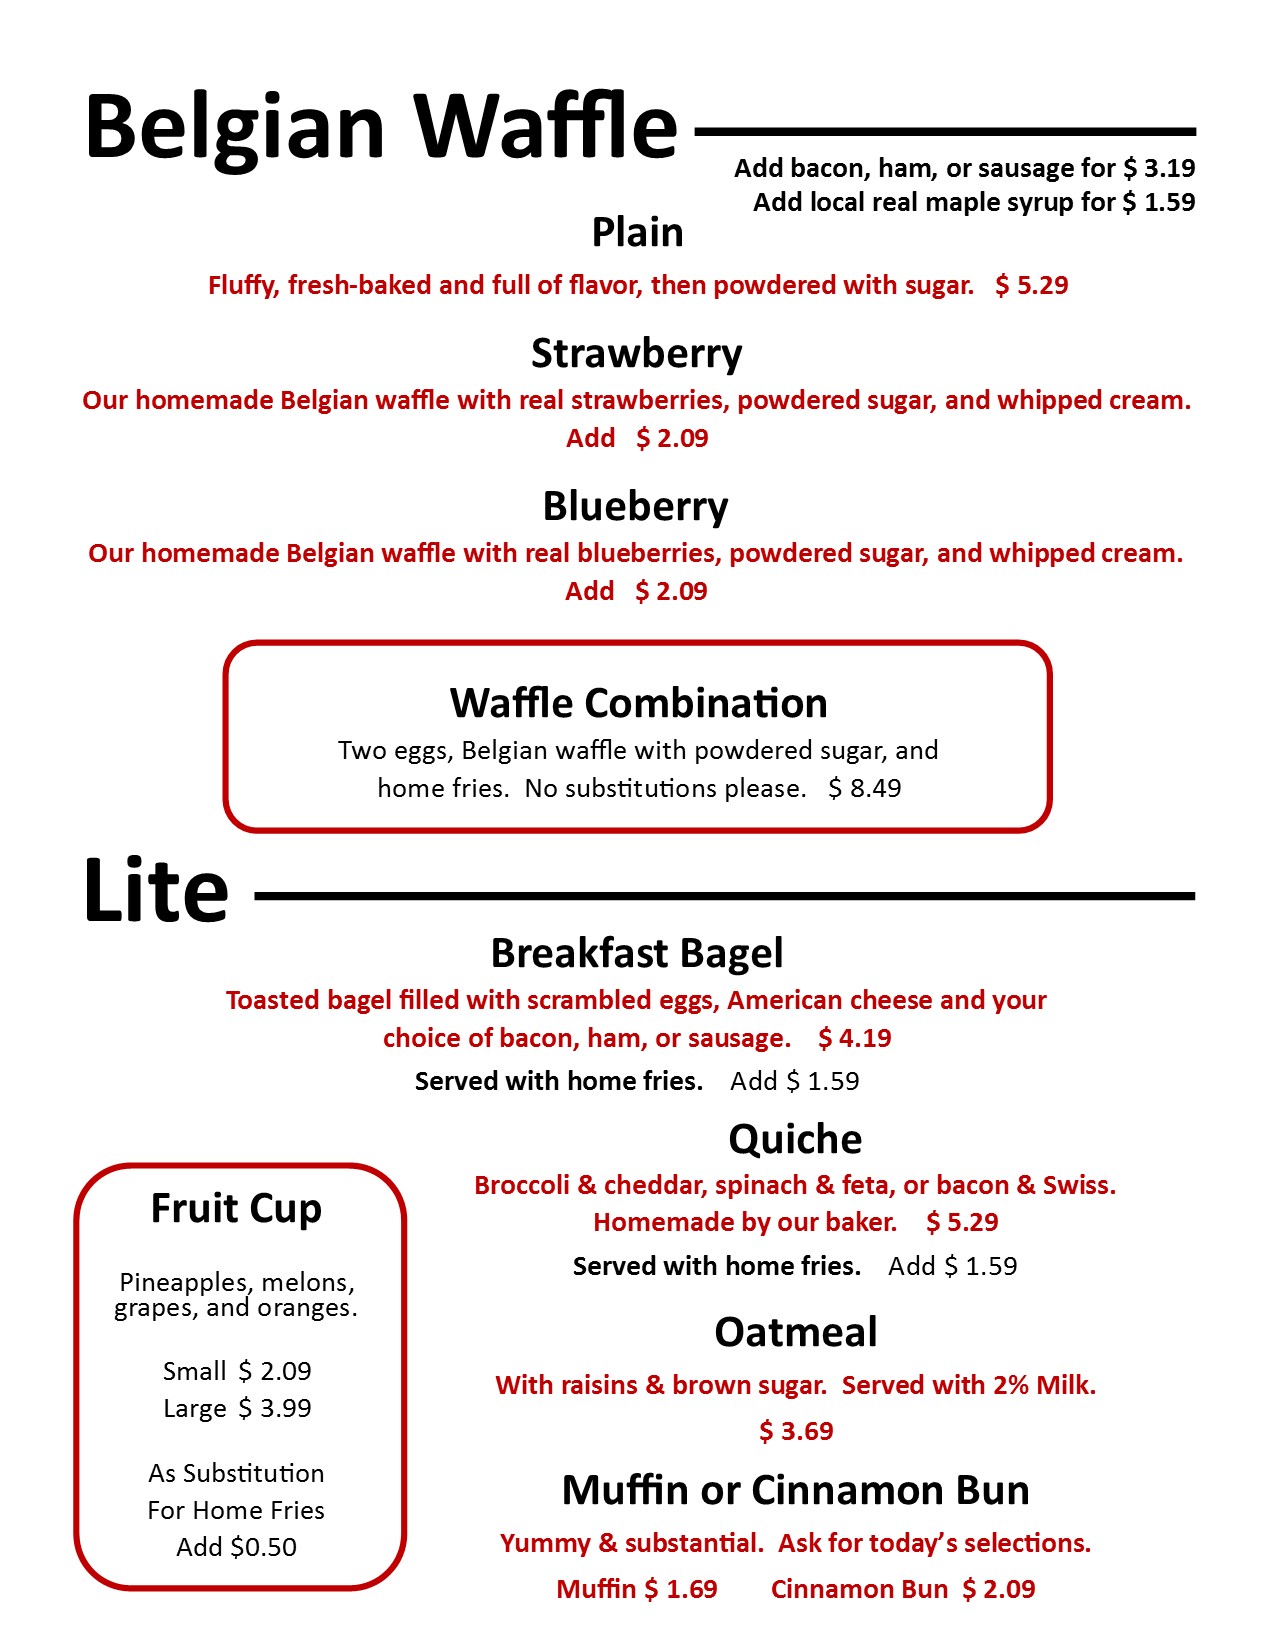 Belgian Waffle
Add bacon, ham, or sausage for $ 3.19
Add local real maple syrup for $ 1.59
Plain
Fluffy, fresh-baked and full of flavor, then powdered with sugar.   $ 5.29
Strawberry
Our homemade Belgian waffle with real strawberries, powdered sugar, and whipped cream.
Add   $ 2.09
Blueberry
Our homemade Belgian waffle with real blueberries, powdered sugar, and whipped cream.
Add   $ 2.09
Waffle Combination
Two eggs, Belgian waffle with powdered sugar, and
home fries.  No substitutions please.   $ 8.49
Lite
Breakfast Bagel
Toasted bagel filled with scrambled eggs, American cheese and your
choice of bacon, ham, or sausage.    $ 4.19
Served with home fries.    Add $ 1.59
Fruit Cup
Pineapples, melons,
grapes, and oranges.
Small  $ 2.09
Large  $ 3.99
As Substitution
For Home Fries
Add $0.50
Quiche
Broccoli & cheddar, spinach & feta, or bacon & Swiss.
Homemade by our baker.    $ 5.29
Served with home fries.    Add $ 1.59
Oatmeal
With raisins & brown sugar.  Served with 2% Milk.
$ 3.69
Muffin or Cinnamon Bun
Yummy & substantial.  Ask for today’s selections.
Muffin $ 1.69       Cinnamon Bun  $ 2.09